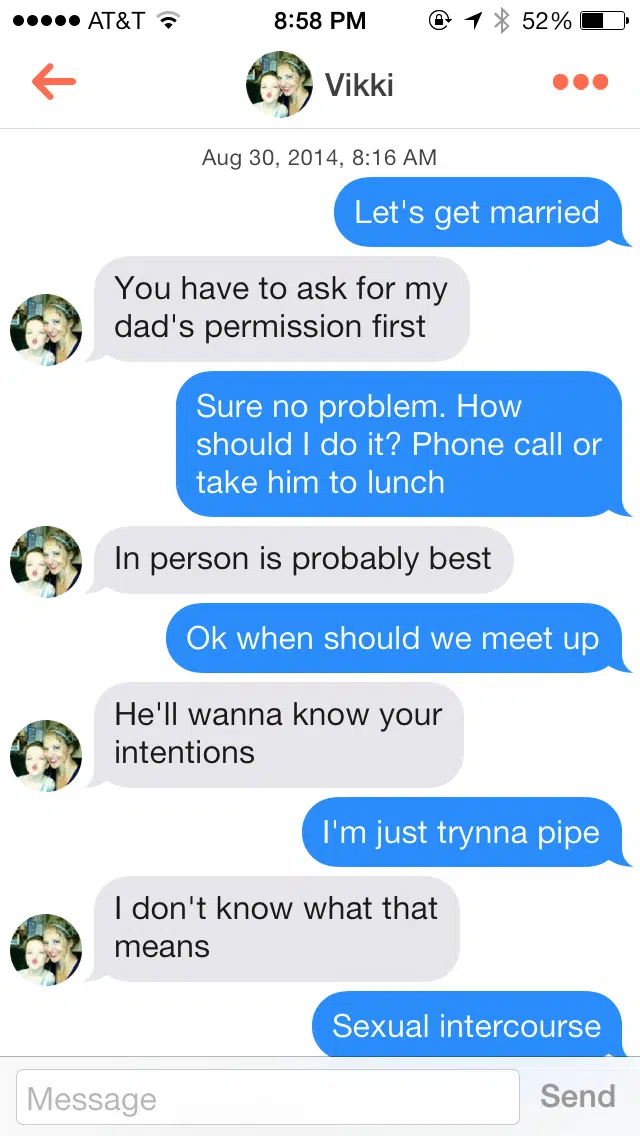 AT&T 8:58 PM 52%
Vikki
Aug 30, 2014, 8:16 AM
Let's get married
You have to ask for my
dad's permission first
Sure no problem. How
should I do it? Phone call or
take him to lunch
In person is probably best
Ok when should we meet up
He'll wanna know your
intentions
I'm just trynna pipe
I don't know what that
means
Sexual intercourse
Message Send